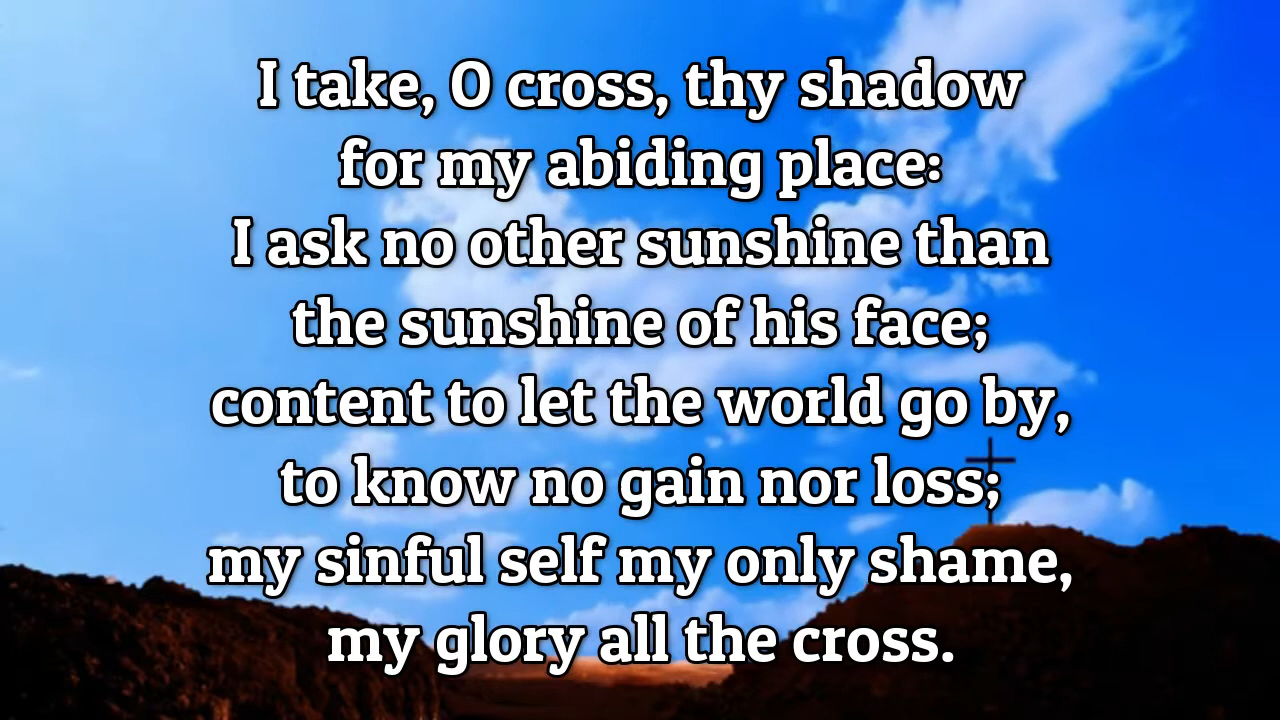 I take, O cross, thy shadow
for my abiding place:
I ask no other sunshine than
the sunshine of his face;
content to let the world go by,
to know no gain nor loss;
my sinful self my only shame,
my glory all the cross.